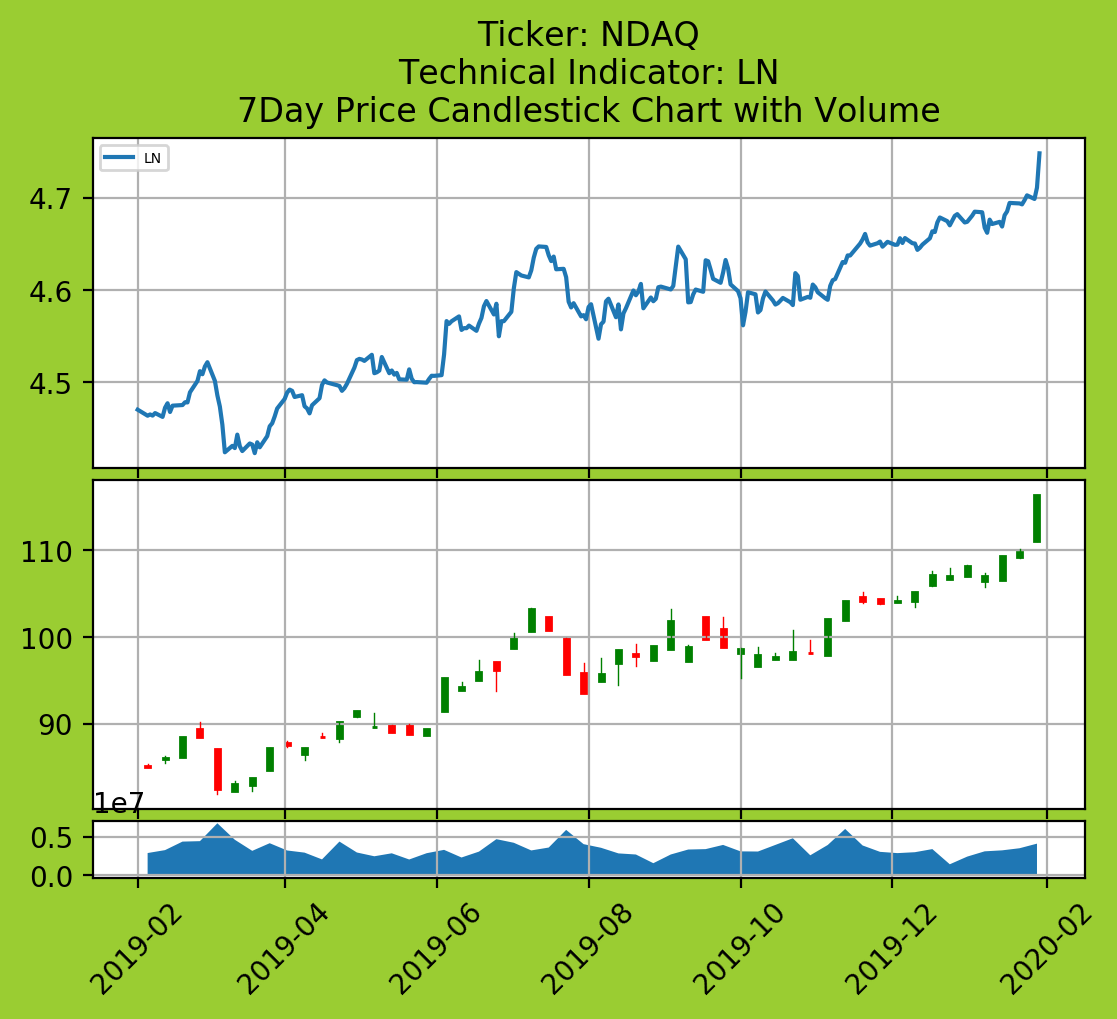 Ticker: NDAQ
Technical Indicator: LN
7Day Price Candlestick Chart with Volume
LN
4.7
4.6
4.5
110
100
90
1e7
0.5
0.0
2019-02 2019-04 2019-06 2019-08 2019-10 2019-12 2020-02